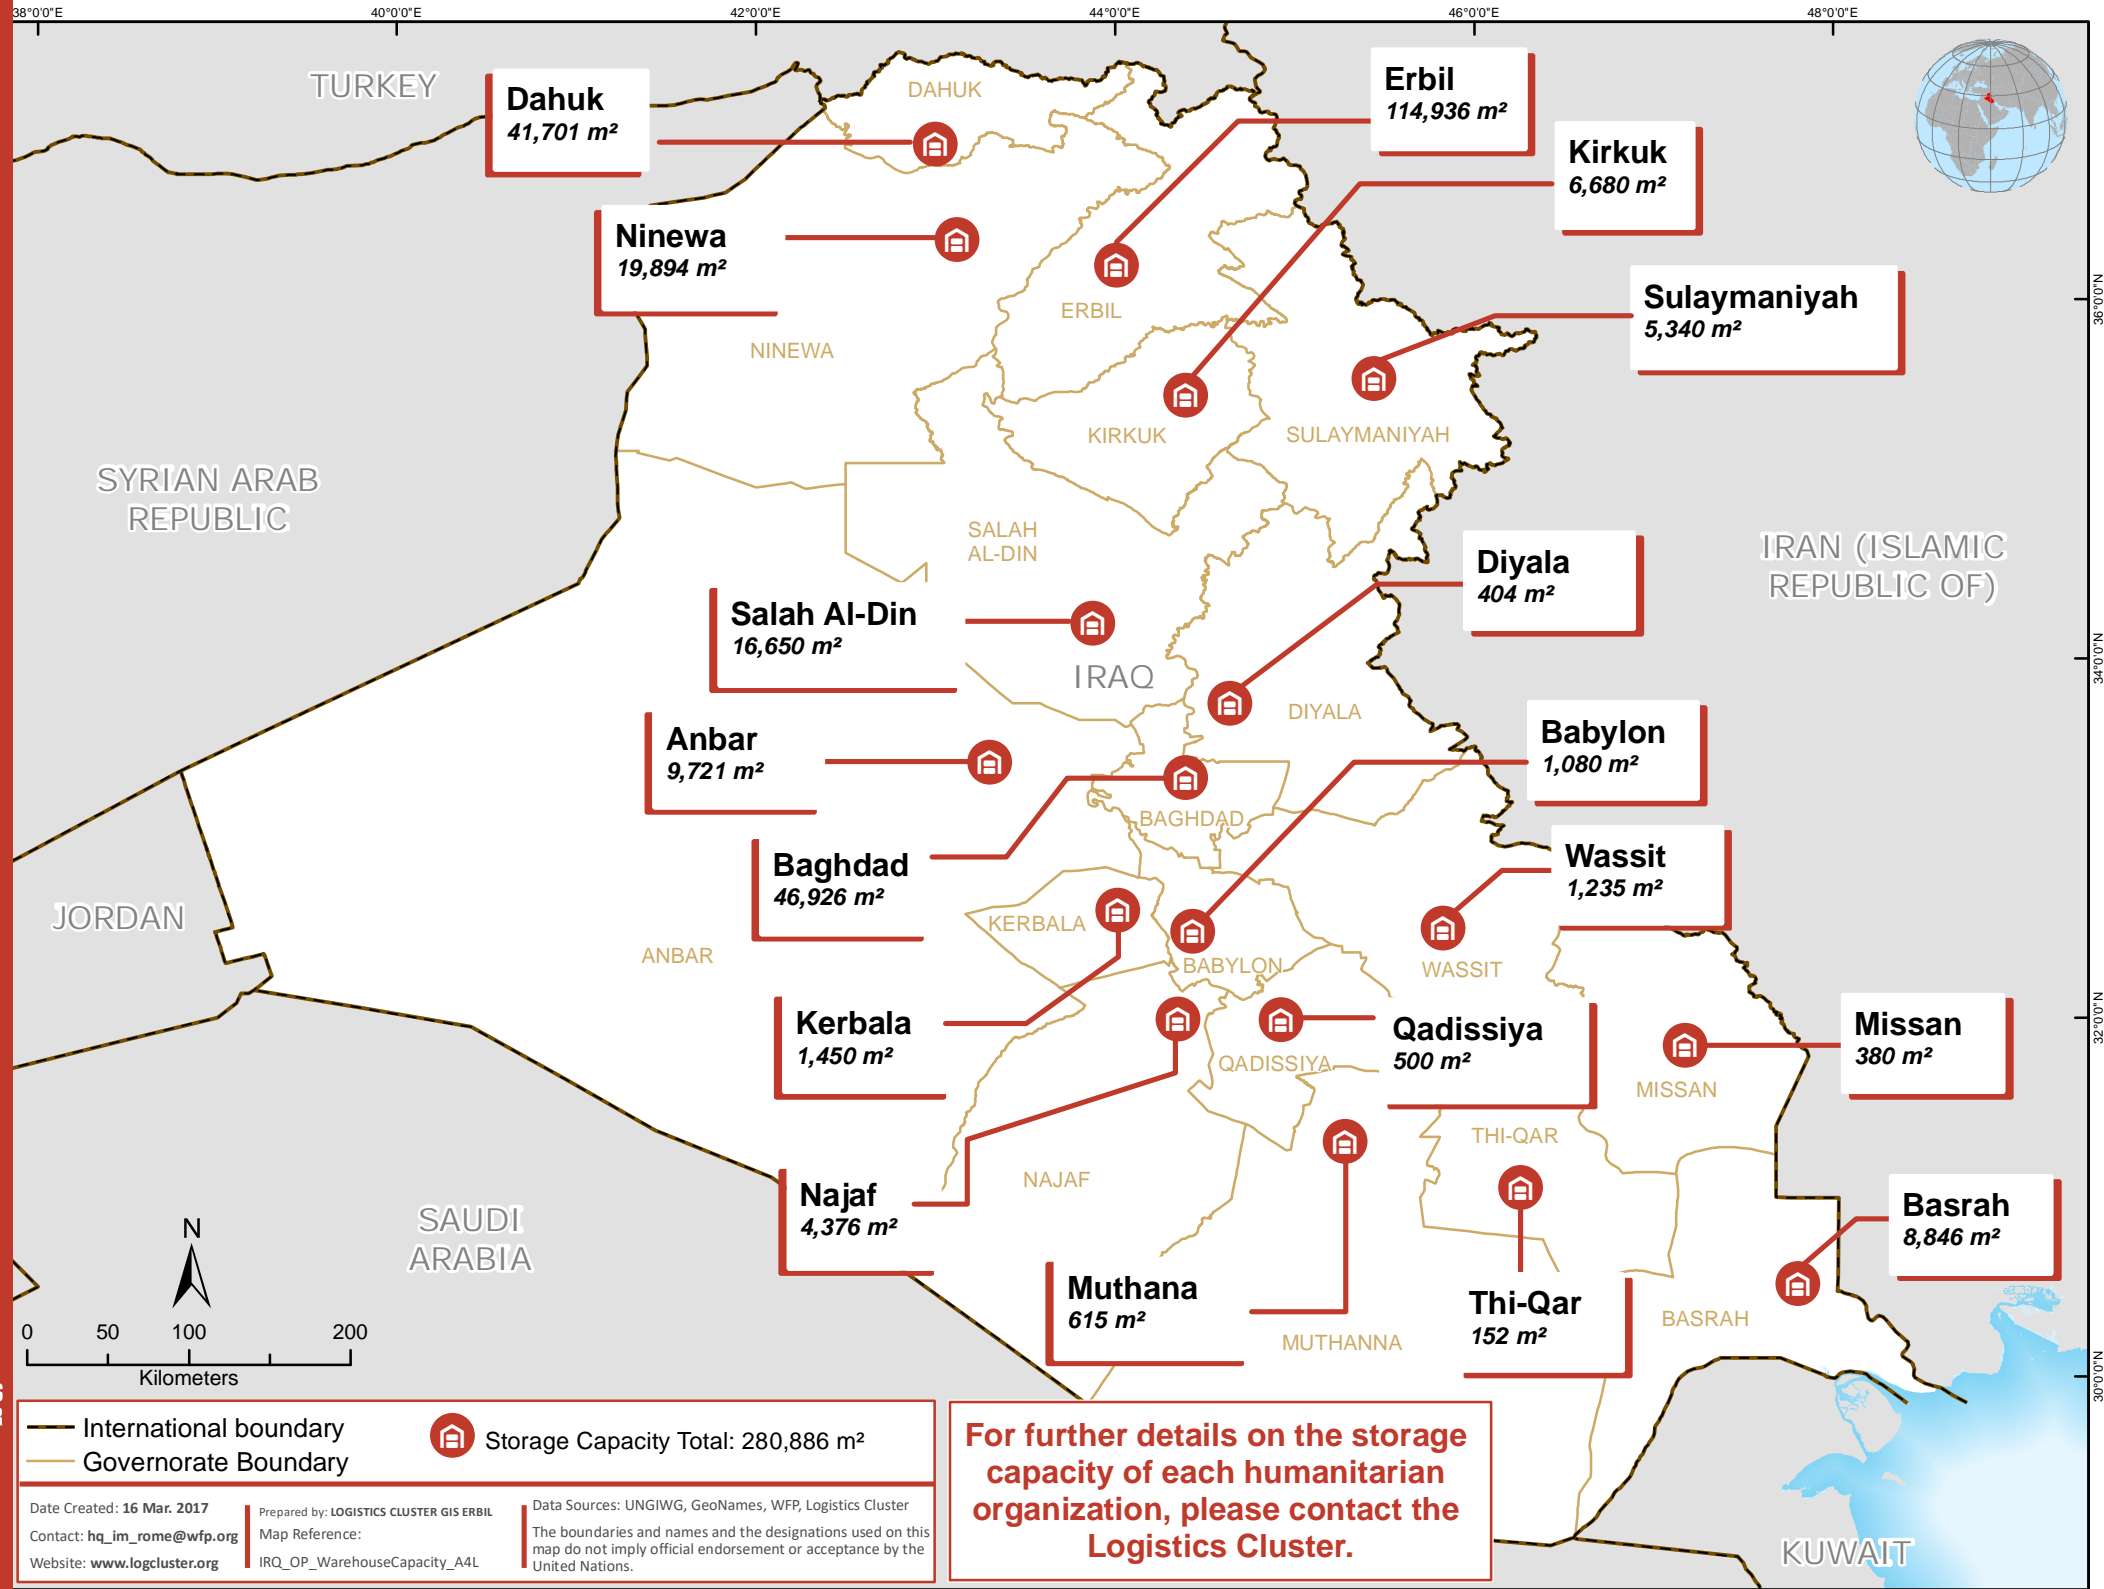 38°0'0"E
40°0'0"E
42°0'0"E
44°0'0"E
46°0'0"E
48°0'0"E
TURKEY
Dahuk
41,701 m²
DAHUK
Erbil
114,936 m²
Kirkuk
6,680 m²
Ninewa
19,894 m²
ERBIL
NINEWA
Sulaymaniyah
5,340 m²
36°0'0"N
KIRKUK
SULAYMANIYAH
SYRIAN ARAB
REPUBLIC
SALAH
AL-DIN
IRAN (ISLAMIC
REPUBLIC OF)
Diyala
404 m²
Salah Al-Din
16,650 m²
IRAQ
34°0'0"N
DIYALA
Anbar
9,721 m²
Babylon
1,080 m²
BAGHDAD
Baghdad
46,926 m²
Wassit
1,235 m²
JORDAN
KERBALA
ANBAR
BABYLON
WASSIT
Kerbala
1,450 m²
Qadissiya
500 m²
QADISSIYA
Missan
380 m²
32°0'0"N
MISSAN
THI-QAR
NAJAF
Najaf
4,376 m²
SAUDI
ARABIA
Basrah
8,846 m²
Muthana
615 m²
Thi-Qar
152 m²
MUTHANNA
BASRAH
N
0 50 100 200
Kilometers
30°0'0"N
International boundary
Governorate Boundary
Storage Capacity Total: 280,886 m²
Date Created: 16 Mar. 2017
Contact: hq_im_rome@wfp.org
Website: www.logcluster.org
Prepared by: LOGISTICS CLUSTER GIS ERBIL
Map Reference:
IRQ_OP_WarehouseCapacity_A4L
Data Sources: UNGIWG, GeoNames, WFP, Logistics Cluster
The boundaries and names and the designations used on this
map do not imply official endorsement or acceptance by the
United Nations.
For further details on the storage
capacity of each humanitarian
organization, please contact the
Logistics Cluster.
KUWAIT